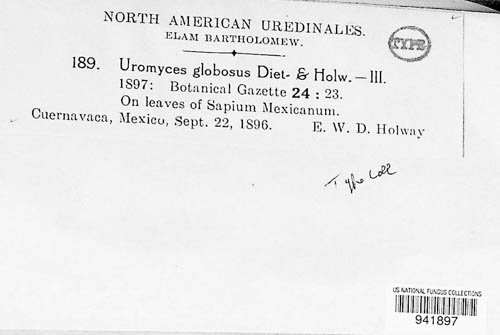 NORTH AMERICAN UREDINALES.
ELAM BARTHOLOMEW.
TYPE
189. Uromyces globosus Diet- & Holw. — III.
1897: Botanical Gazette 24 : 23.
On leaves of Sapium Mexicanum.
Cuernavaca, Mexico, Sept. 22, 1896. E. W. D. Holway
Type coll
US NATIONAL FUNGUS COLLECTIONS
941897